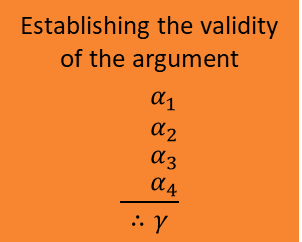 Establishing the validity
of the argument
α₁
α₂
α₃
α₄
∴ γ